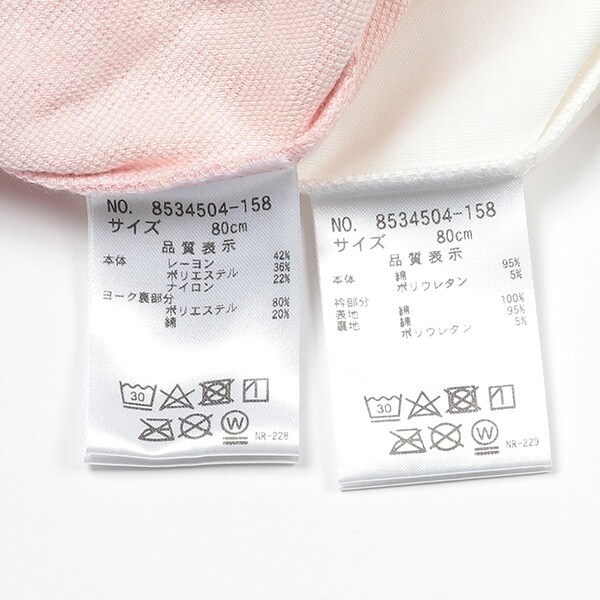 NO. 8534504-158
サイズ 80cm
品質表示
本体 レーヨン 42%
ポリエステル 36%
ナイロン 22%
ヨーク裏部分
ポリエステル 80%
綿 20%
30
W
NR-228
NO. 8534504-158
サイズ 80cm
品質表示
本体 綿 95%
ポリウレタン 5%
衿部分
表地 綿 100%
裏地 綿 95%
ポリウレタン 5%
30
W
NR-229